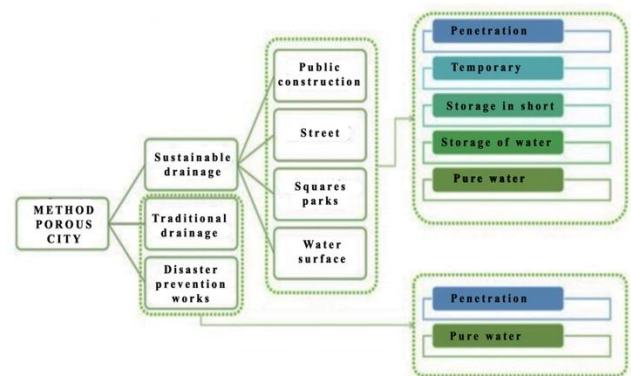 METHOD
POROUS
CITY
Sustainable
drainage
Traditional
drainage
Disaster
prevention
works
Public
construction
Street
Squares
parks
Water
surface
Penetration
Temporary
Storage in short
Storage of water
Pure water
Penetration
Pure water